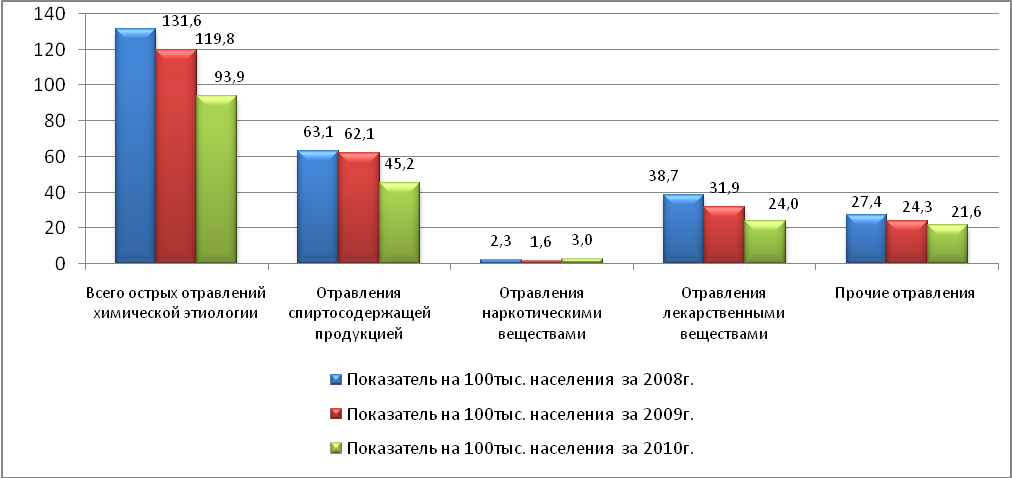 140
120
100
80
60
40
20
0
131,6
119,8
93,9
63,1
62,1
45,2
2,3
1,6
3,0
38,7
31,9
24,0
27,4
24,3
21,6
Всего острых отравлений
химической этиологии
Отравления
спиртосодержащей
продукцией
Отравления
наркотическими
веществами
Отравления
лекарственными
веществами
Прочие отравления
Показатель на 100тыс. населения за 2008г.
Показатель на 100тыс. населения за 2009г.
Показатель на 100тыс. населения за 2010г.